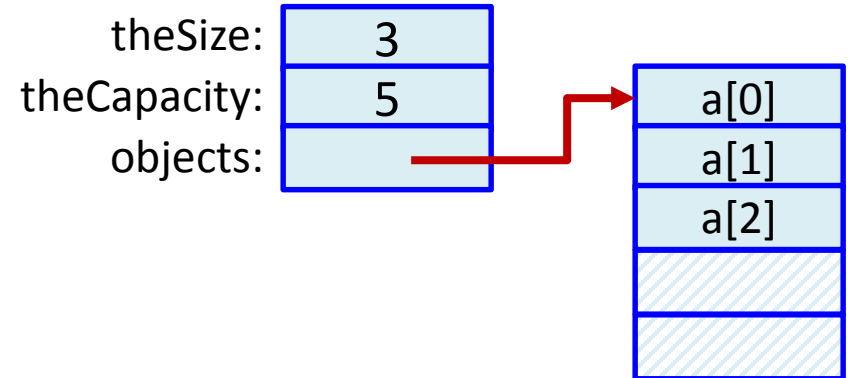 theSize: 3
theCapacity: 5
objects:
a[0]
a[1]
a[2]